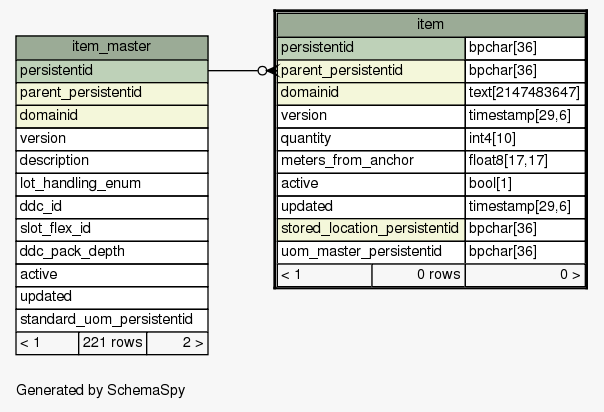 item_master
persistentid
parent_persistentid
domainid
version
description
lot_handling_enum
ddc_id
slot_flex_id
ddc_pack_depth
active
updated
standard_uom_persistentid
< 1 221 rows 2 >
item
persistentid bpchar[36]
parent_persistentid bpchar[36]
domainid text[2147483647]
version timestamp[29,6]
quantity int4[10]
meters_from_anchor float8[17,17]
active bool[1]
updated timestamp[29,6]
stored_location_persistentid bpchar[36]
uom_master_persistentid bpchar[36]
< 1 0 rows 0 >
Generated by SchemaSpy